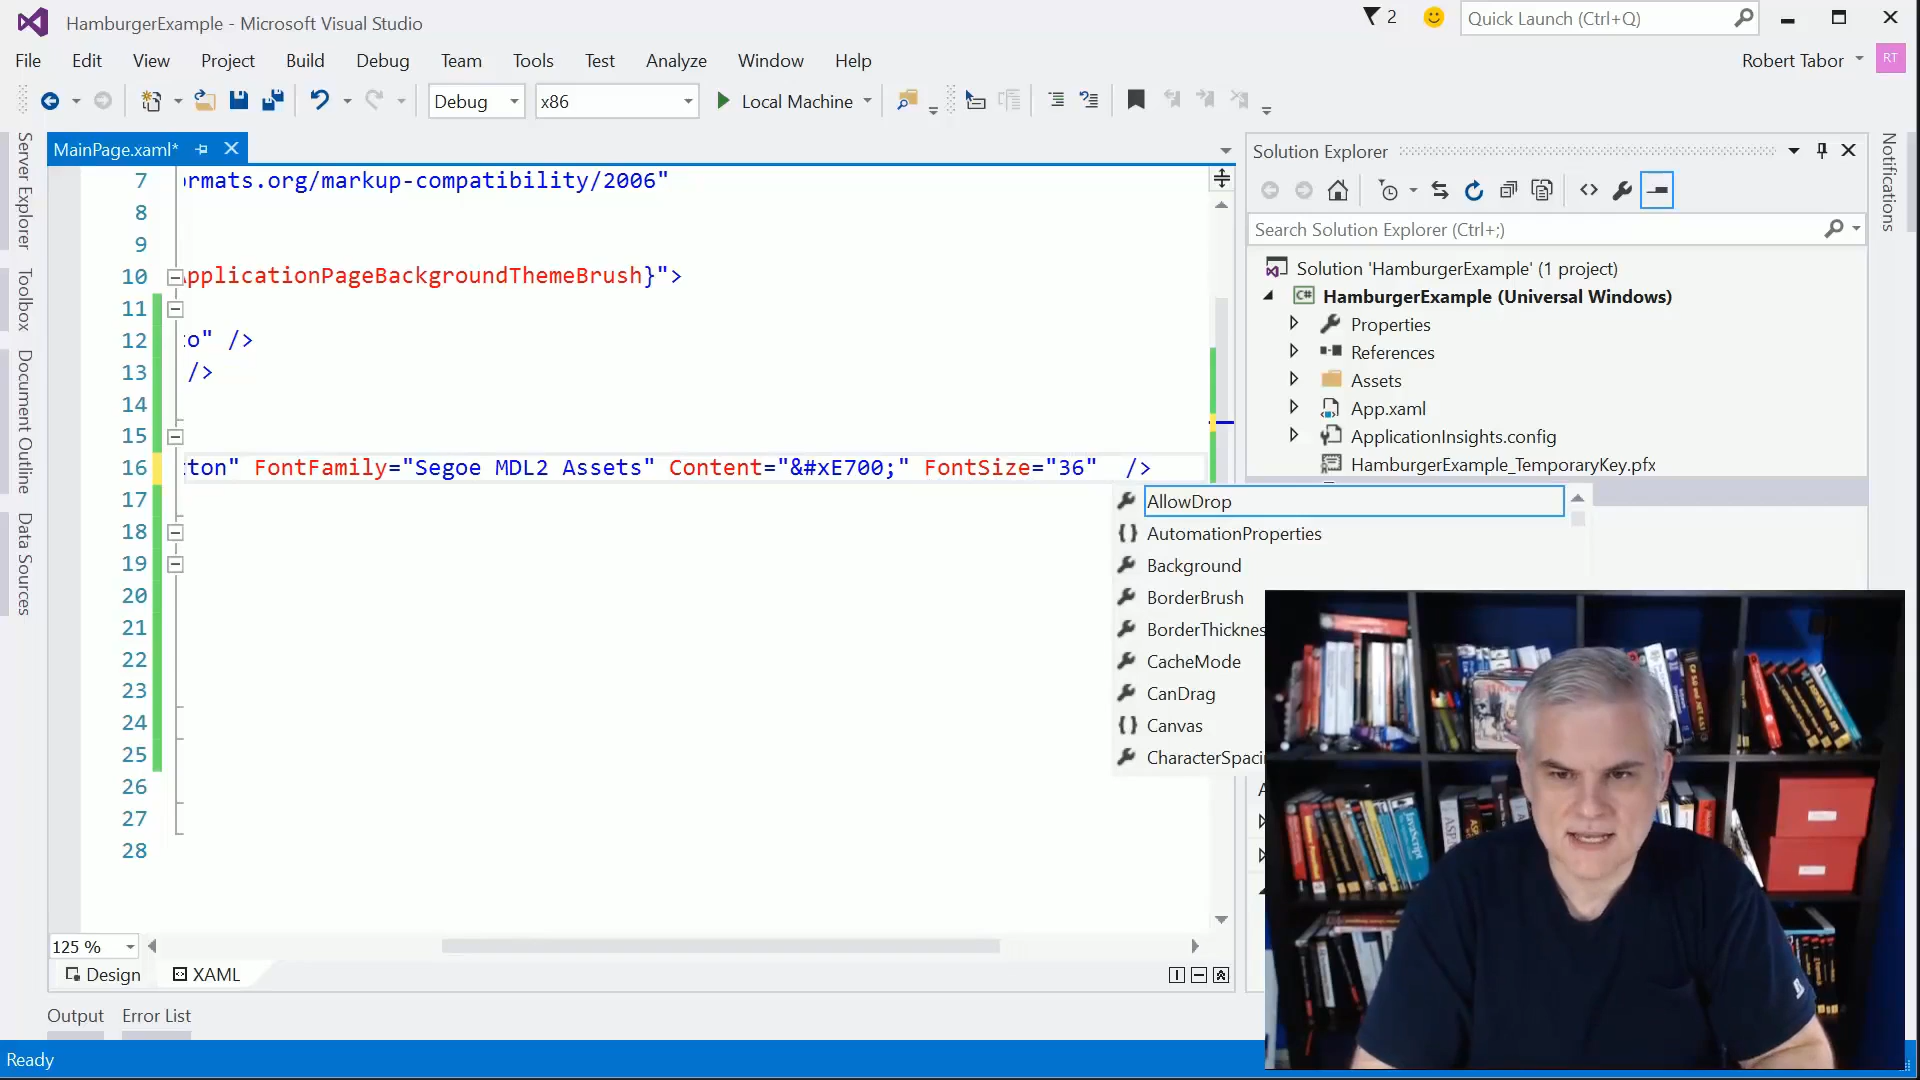 HamburgerExample - Microsoft Visual Studio
2
Quick Launch (Ctrl+Q)
File Edit View Project Build Debug Team Tools Test Analyze Window Help
Robert Tabor RT
Debug x86 Local Machine
Server Explorer
Toolbox
Document Outline
Data Sources
MainPage.xaml*
7 ormats.org/markup-compatibility/2006"
8
9
10 pplicationPageBackgroundThemeBrush}">
11
12 to" />
13 />
14
15
16 tton" FontFamily="Segoe MDL2 Assets" Content="&#xE700;" FontSize="36" />
17
18
19
20
21
22
23
24
25
26
27
28
AllowDrop
AutomationProperties
Background
BorderBrush
BorderThicknes
CacheMode
CanDrag
Canvas
CharacterSpaci
125 %
Design XAML
Output Error List
Ready
Solution Explorer
Search Solution Explorer (Ctrl+;)
Solution 'HamburgerExample' (1 project)
C# HamburgerExample (Universal Windows)
Properties
References
Assets
App.xaml
ApplicationInsights.config
HamburgerExample_TemporaryKey.pfx
Notifications
JavaScript